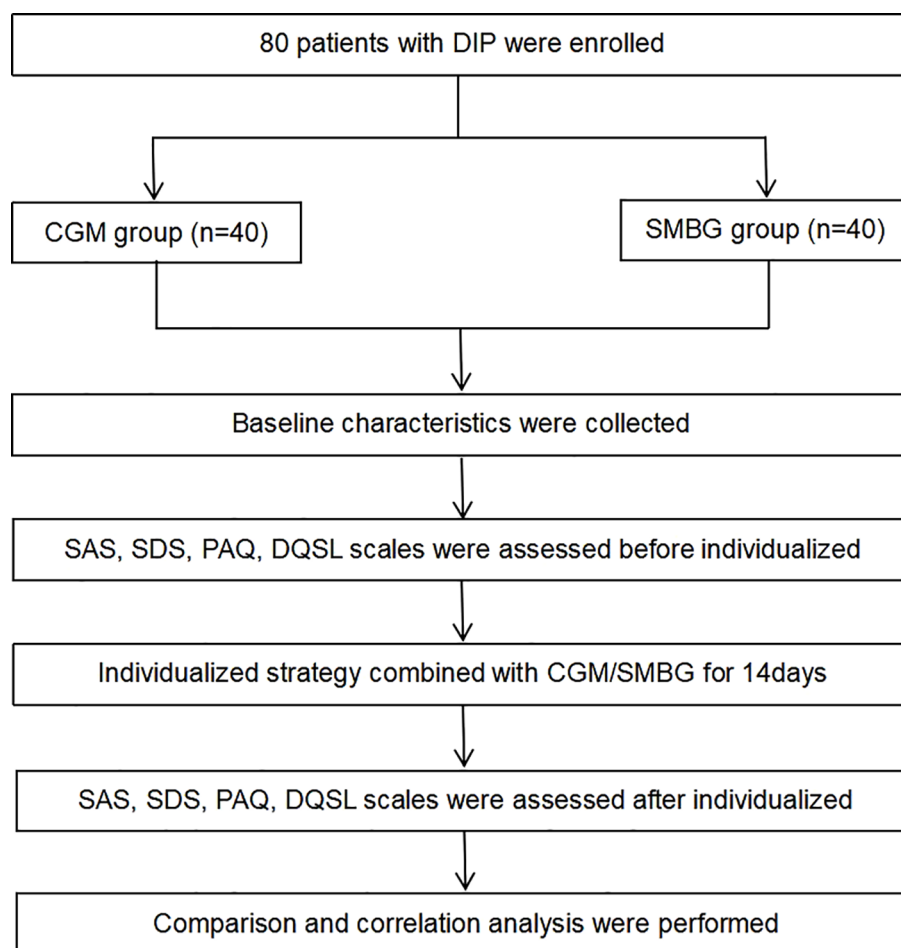 80 patients with DIP were enrolled
CGM group (n=40)
SMBG group (n=40)
Baseline characteristics were collected
SAS, SDS, PAQ, DQSL scales were assessed before individualized
Individualized strategy combined with CGM/SMBG for 14days
SAS, SDS, PAQ, DQSL scales were assessed after individualized
Comparison and correlation analysis were performed